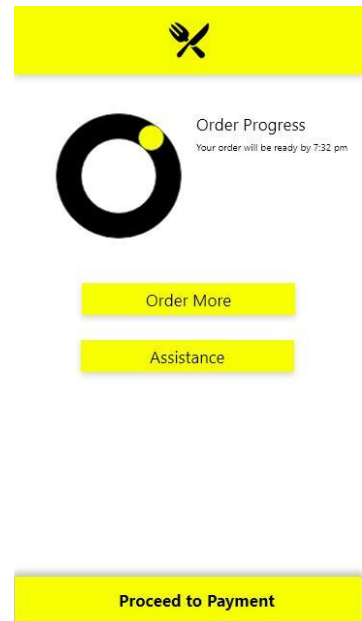 Order Progress
Your order will be ready by 7:32 pm
Order More
Assistance
Proceed to Payment